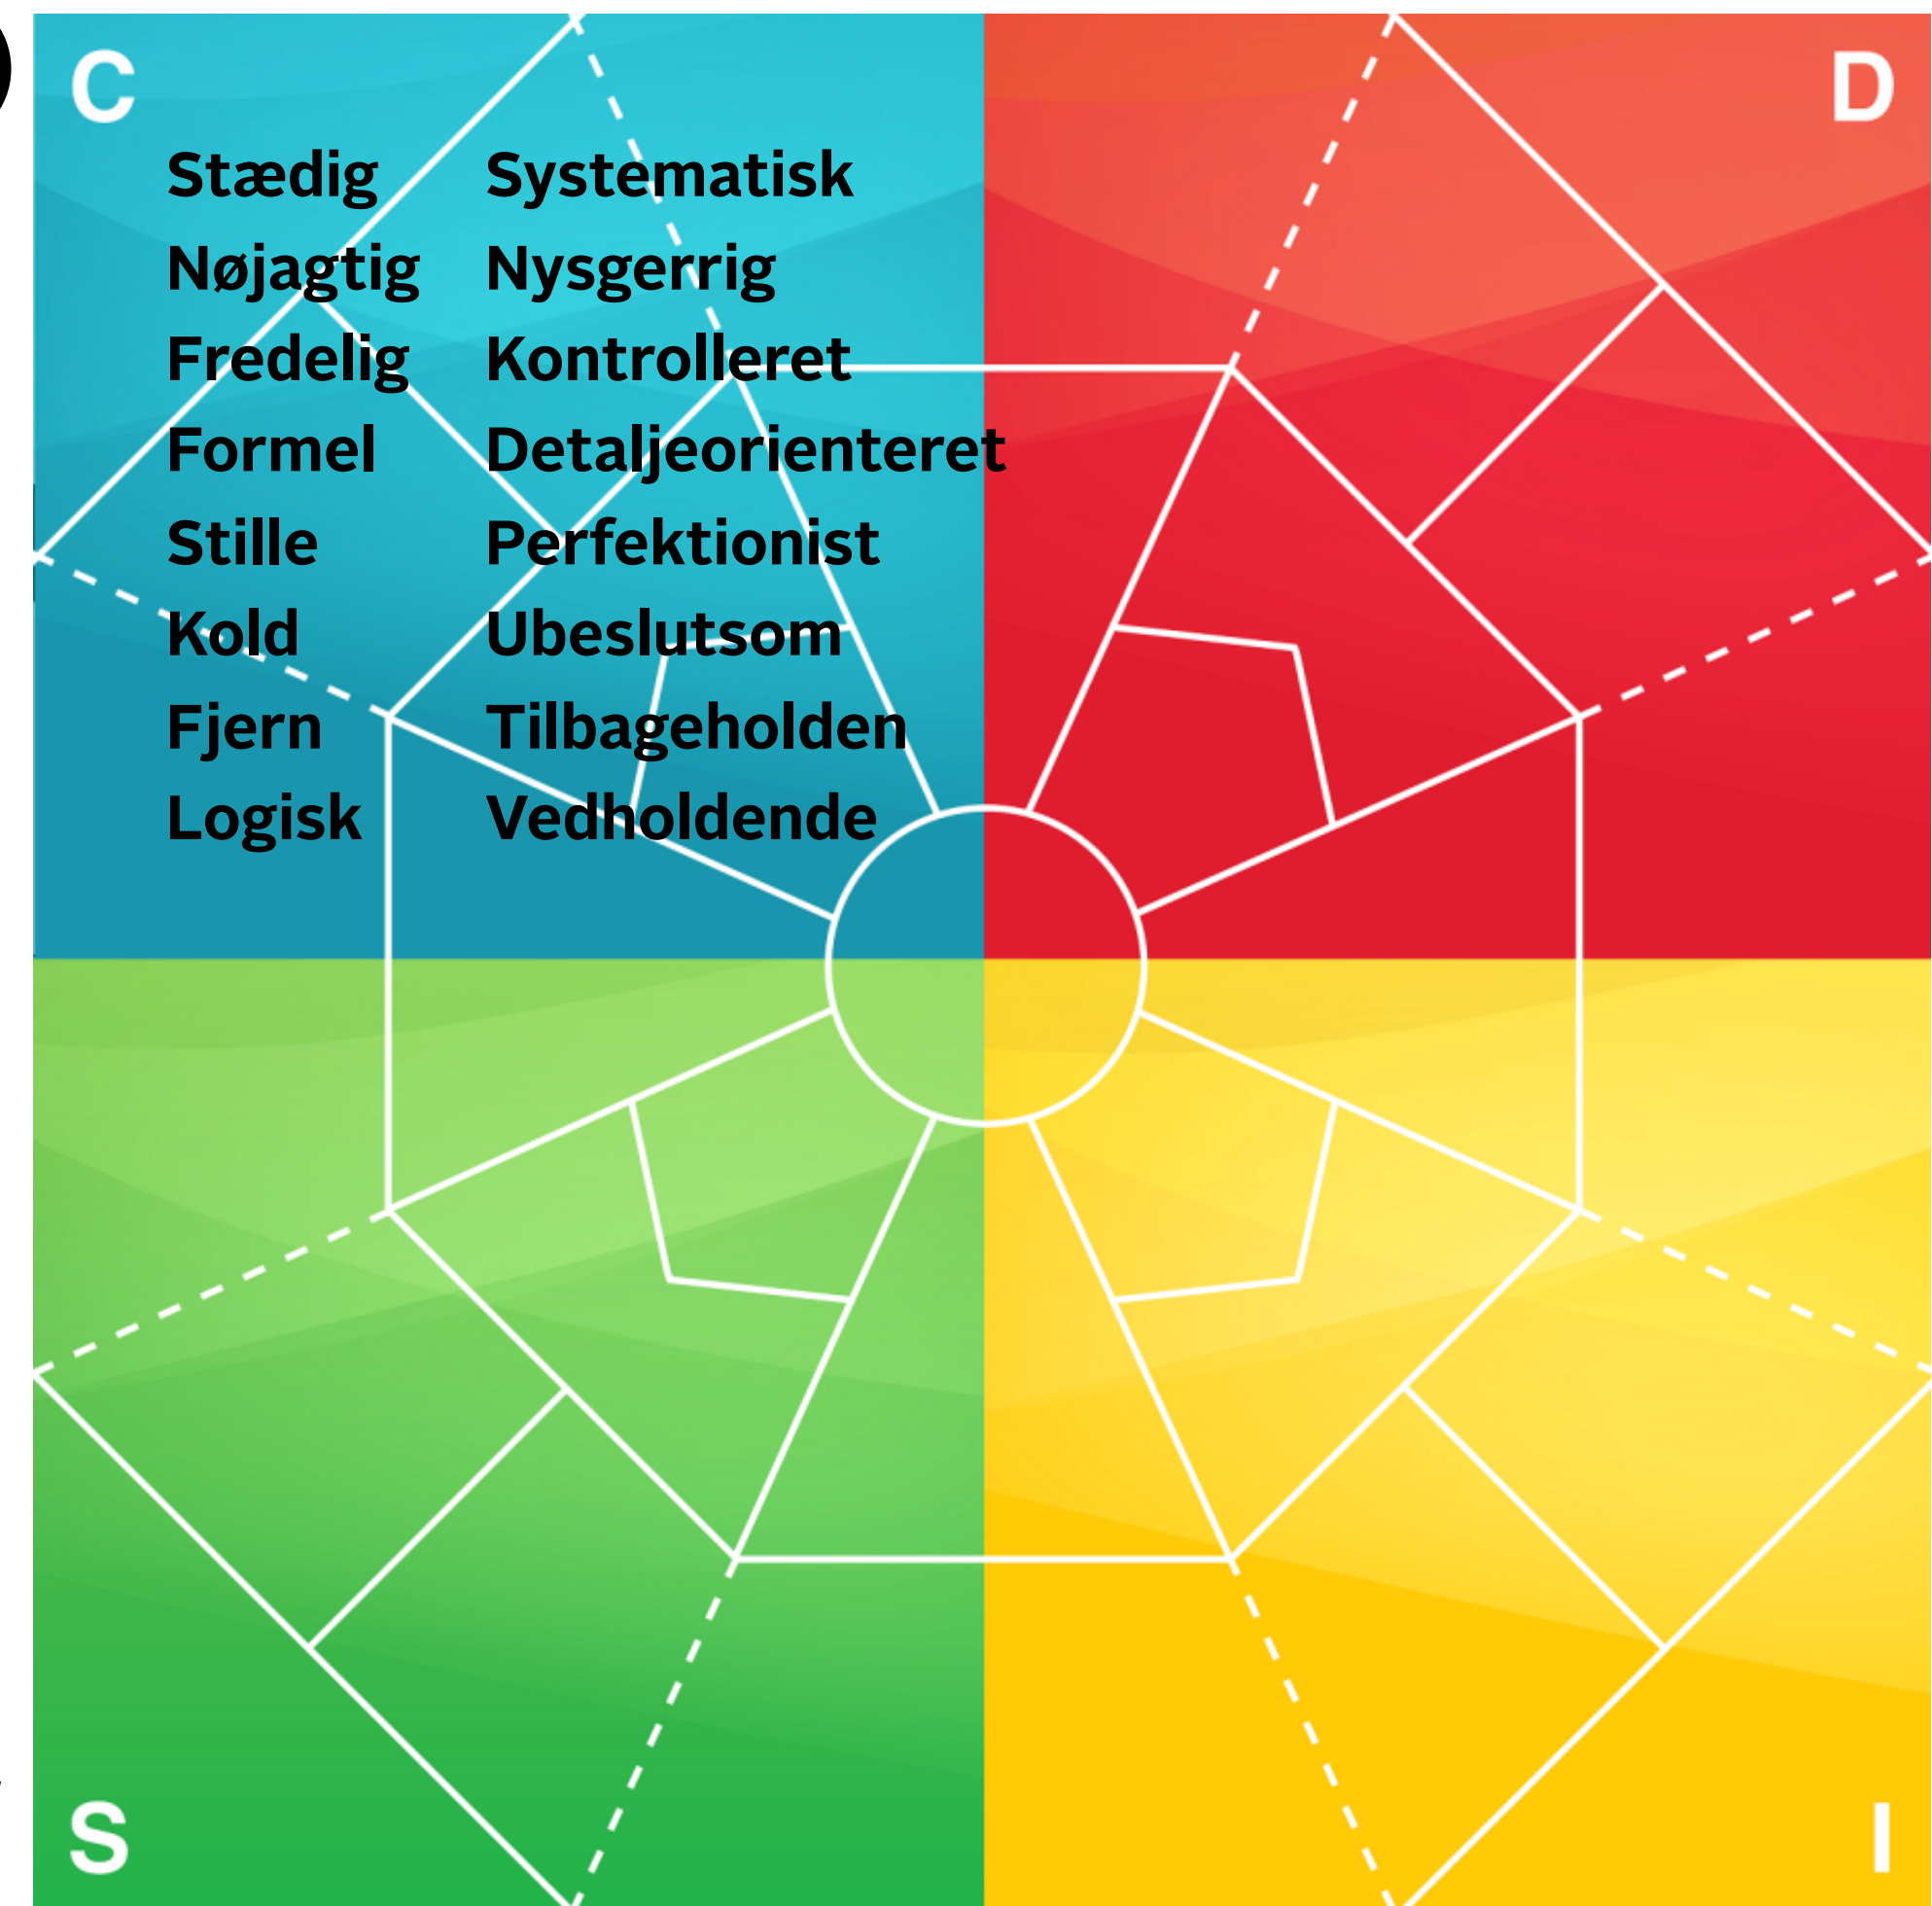 C
D
Stædig Systematisk
Nøjagtig Nysgerrig
Fredelig Kontrolleret
Formel Detaljeorienteret
Stille Perfektionist
Kold Ubeslutsom
Fjern Tilbageholden
Logisk Vedholdende
S
I